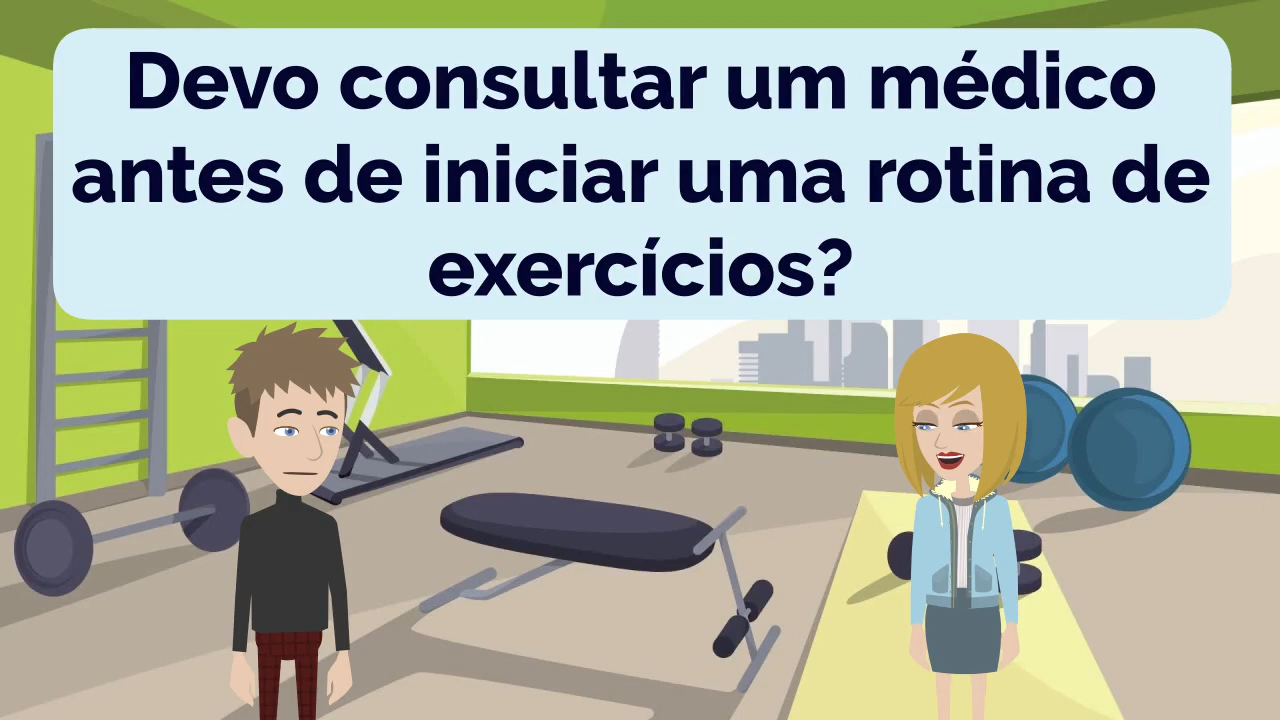 Devo consultar um médico
antes de iniciar uma rotina de
exercícios?